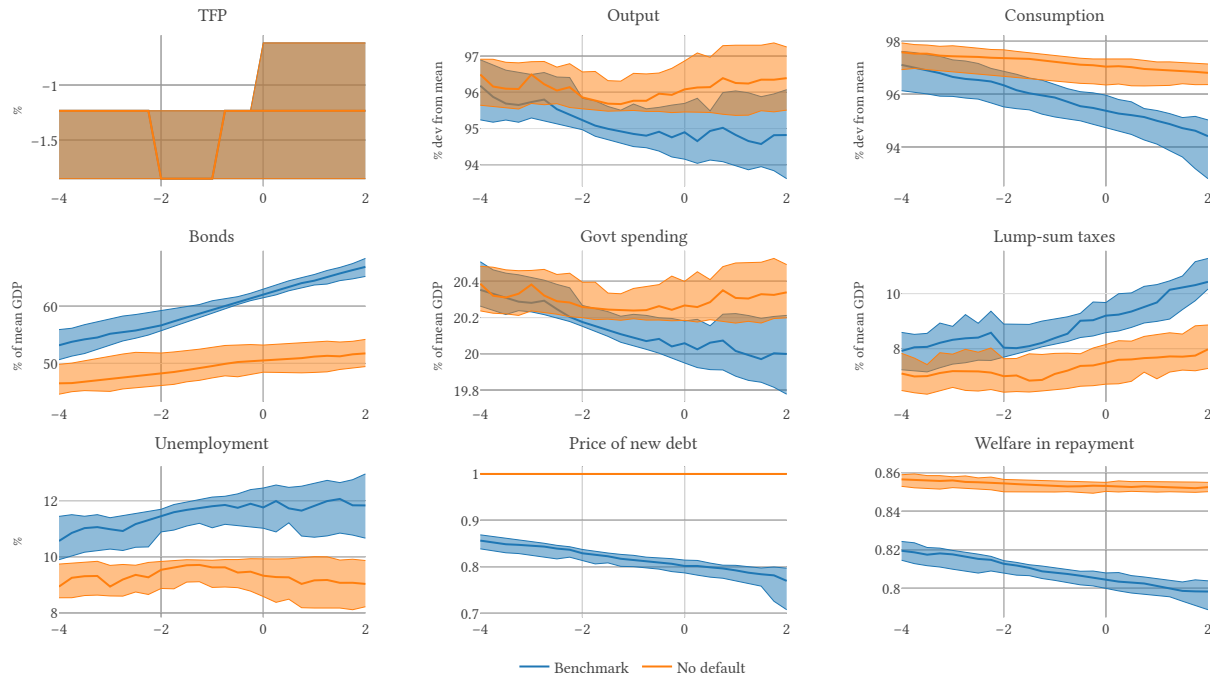 TFP
%
−1
−1.5
−4 −2 0 2
Output
% dev from mean
97
96
95
94
−4 −2 0 2
Consumption
% dev from mean
98
96
94
−4 −2 0 2
Bonds
% of mean GDP
60
50
−4 −2 0 2
Govt spending
% of mean GDP
20.4
20.2
20
19.8
−4 −2 0 2
Lump-sum taxes
% of mean GDP
10
8
−4 −2 0 2
Unemployment
%
12
10
8
−4 −2 0 2
Price of new debt
1
0.9
0.8
0.7
−4 −2 0 2
Welfare in repayment
0.86
0.84
0.82
0.8
−4 −2 0 2
Benchmark No default